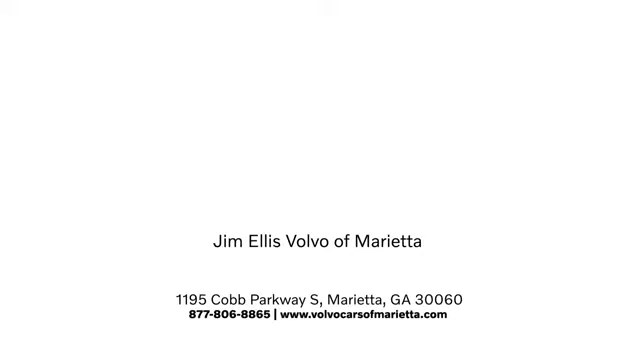 Jim Ellis Volvo of Marietta
1195 Cobb Parkway S, Marietta, GA 30060
877-806-8865 | www.volvocarsofmarietta.com